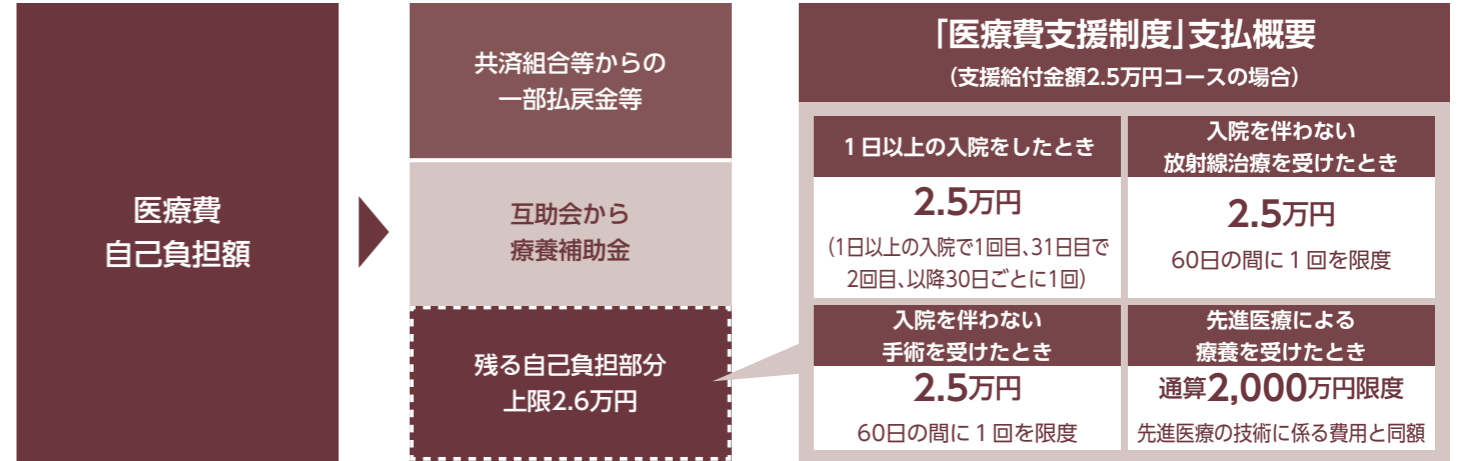 医療費
自己負担額
共済組合等からの
一部払戻金等
互助会から
療養補助金
残る自己負担部分
上限2.6万円
「医療費支援制度」支払概要
(支援給付金額2.5万円コースの場合)
1日以上の入院をしたとき
2.5万円
(1日以上の入院で1回目、31日目で
2回目、以降30日ごとに1回)
入院を伴わない
放射線治療を受けたとき
2.5万円
60日の間に1回を限度
入院を伴わない
手術を受けたとき
2.5万円
60日の間に1回を限度
先進医療による
療養を受けたとき
通算2,000万円限度
先進医療の技術に係る費用と同額